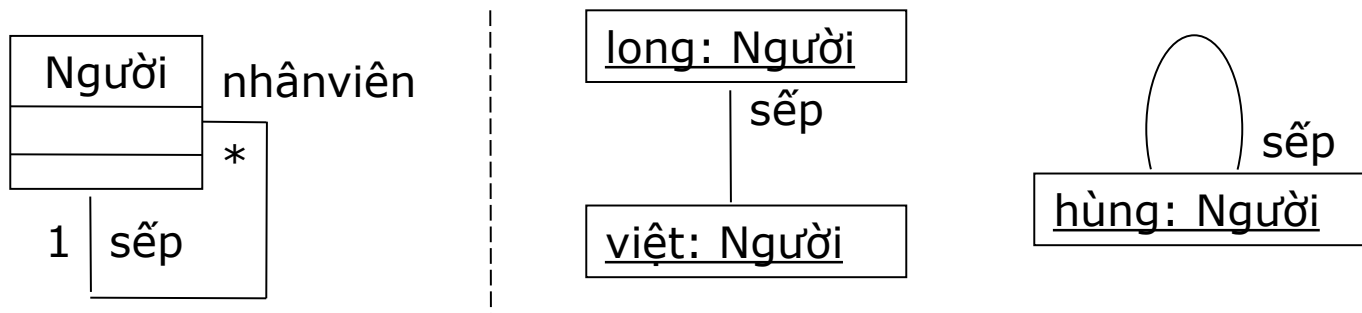 Người
nhânviên
*
1
sếp
long: Người
sếp
việt: Người
sếp
hùng: Người